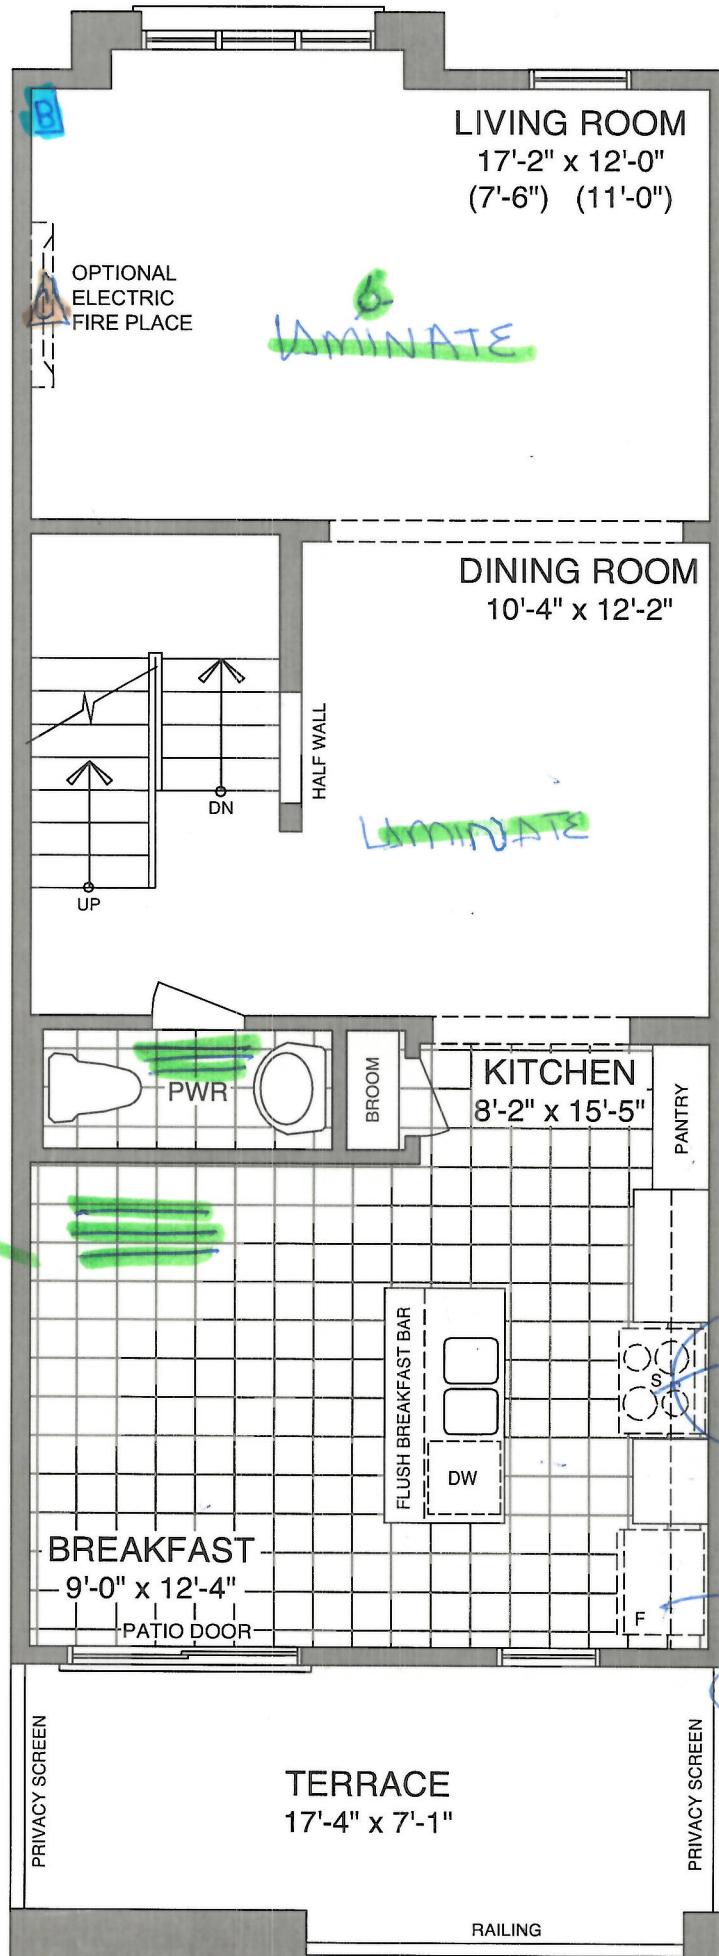 B
LIVING ROOM
17'-2" x 12'-0"
(7'-6") (11'-0")
OPTIONAL
ELECTRIC
FIRE PLACE
LAMINATE
DINING ROOM
10'-4" x 12'-2"
HALF WALL
DN
LAMINATE
UP
PWR
BROOM
KITCHEN
8'-2" x 15'-5"
PANTRY
FLUSH BREAKFAST BAR
S
DW
BREAKFAST
9'-0" x 12'-4"
F
PATIO DOOR
PRIVACY SCREEN
TERRACE
17'-4" x 7'-1"
PRIVACY SCREEN
RAILING